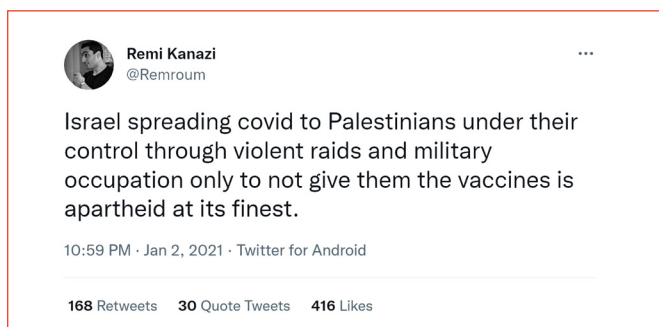 Remi Kanazi
@Remroum
Israel spreading covid to Palestinians under their
control through violent raids and military
occupation only to not give them the vaccines is
apartheid at its finest.
10:59 PM · Jan 2, 2021 · Twitter for Android
168 Retweets 30 Quote Tweets 416 Likes